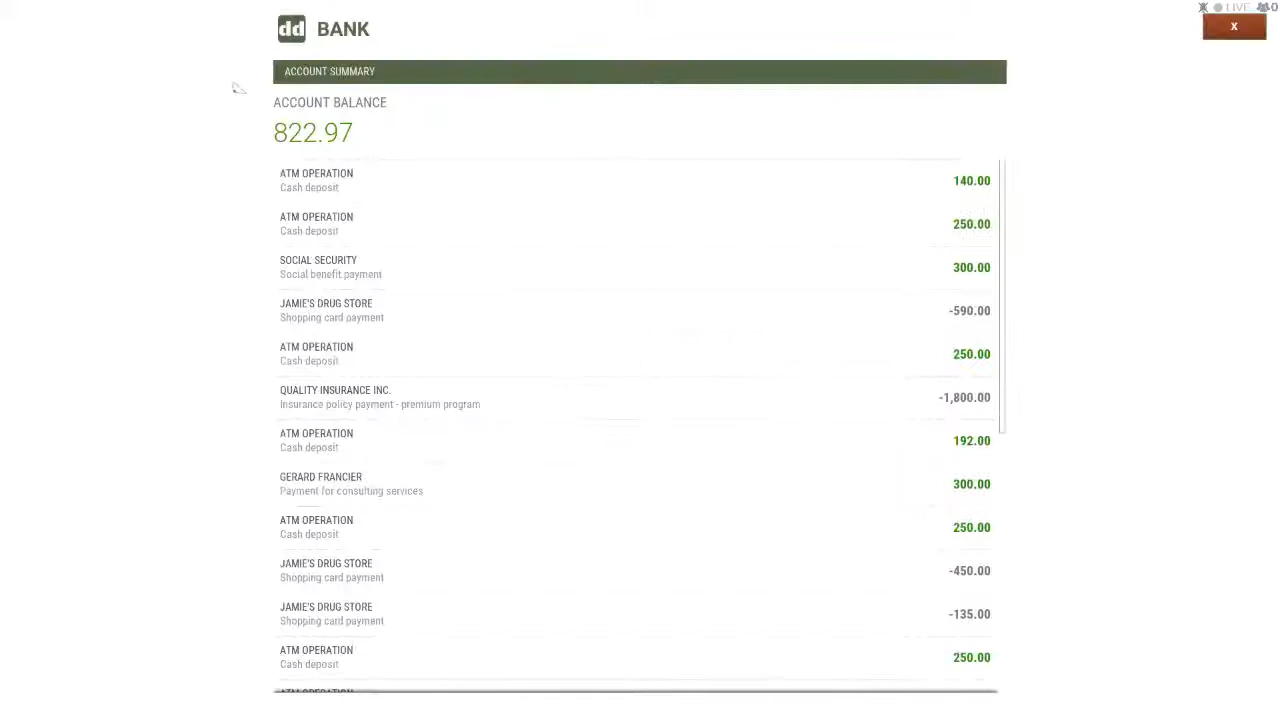 LIVE 0
X
dd BANK
ACCOUNT SUMMARY
ACCOUNT BALANCE
822.97
ATM OPERATION
Cash deposit
140.00
ATM OPERATION
Cash deposit
250.00
SOCIAL SECURITY
Social benefit payment
300.00
JAMIE'S DRUG STORE
Shopping card payment
-590.00
ATM OPERATION
Cash deposit
250.00
QUALITY INSURANCE INC.
Insurance policy payment - premium program
-1,800.00
ATM OPERATION
Cash deposit
192.00
GERARD FRANCIER
Payment for consulting services
300.00
ATM OPERATION
Cash deposit
250.00
JAMIE'S DRUG STORE
Shopping card payment
-450.00
JAMIE'S DRUG STORE
Shopping card payment
-135.00
ATM OPERATION
Cash deposit
250.00
ATM OPERATION